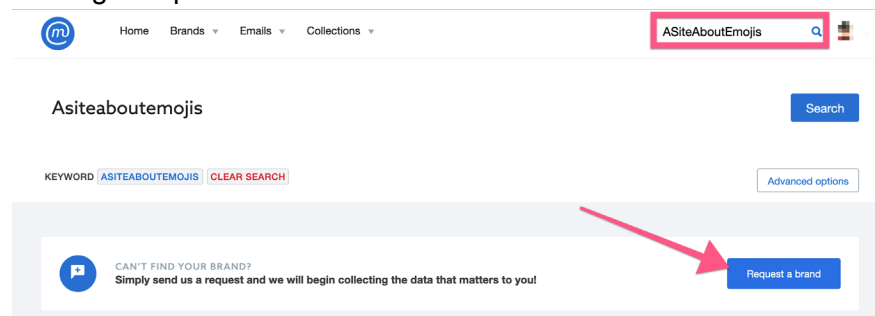 Home Brands Emails Collections ASiteAboutEmojis
Asiteaboutemojis Search
KEYWORD ASITEABOUTEMOJIS CLEAR SEARCH Advanced options
CAN'T FIND YOUR BRAND?
Simply send us a request and we will begin collecting the data that matters to you! Request a brand